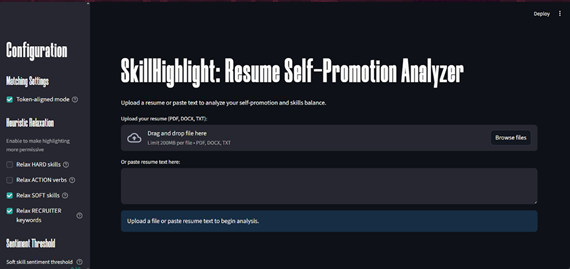 Deploy
Configuration
Matching Settings
Token-aligned mode
Heuristic Relaxation
Enable to make highlighting
more permissive
Relax HARD skills
Relax ACTION verbs
Relax SOFT skills
Relax RECRUITER
keywords
Sentiment Threshold
Soft skill sentiment threshold
SkillHighlight: Resume Self-Promotion Analyzer
Upload a resume or paste text to analyze your self-promotion and skills balance.
Upload your resume (PDF, DOCX, TXT):
Drag and drop file here
Limit 200MB per file • PDF, DOCX, TXT
Browse files
Or paste resume text here:
Upload a file or paste resume text to begin analysis.